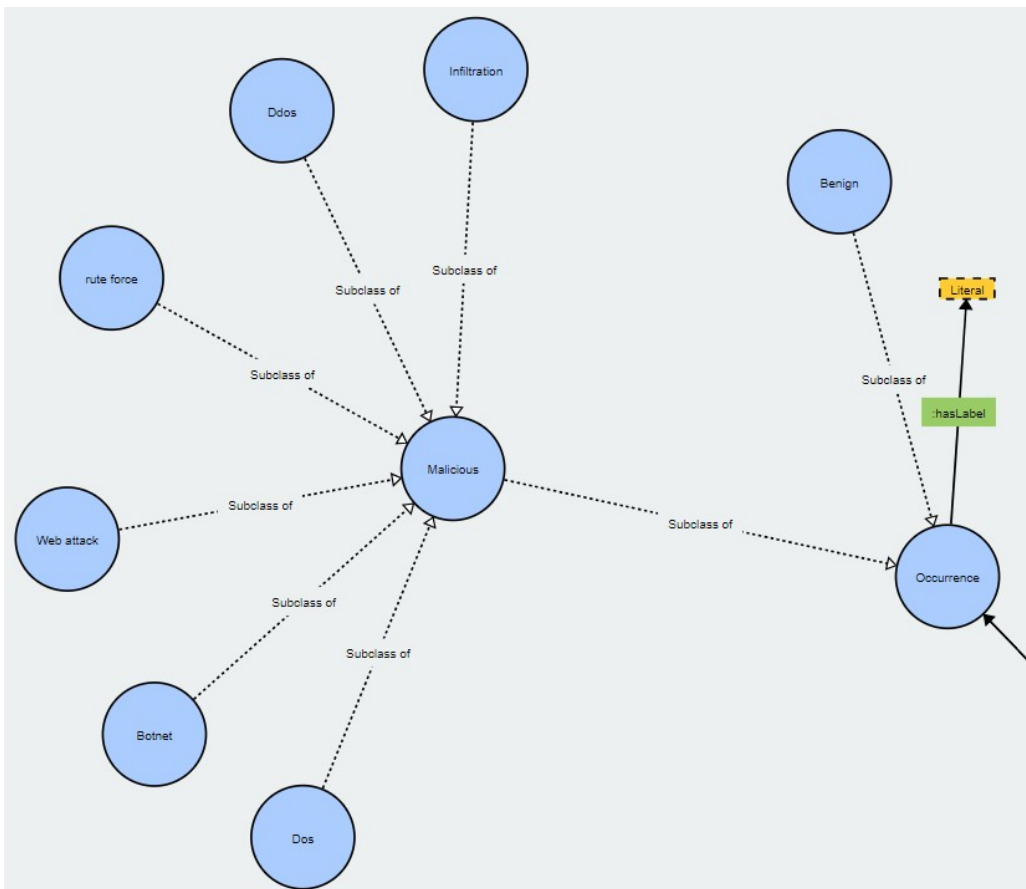 Infiltration
Ddos
Benign
rute force
Subclass of
Subclass of
Literal
Subclass of
Subclass of
:hasLabel
Malicious
Subclass of
Subclass of
Web attack
Occurrence
Subclass of
Subclass of
Botnet
Dos